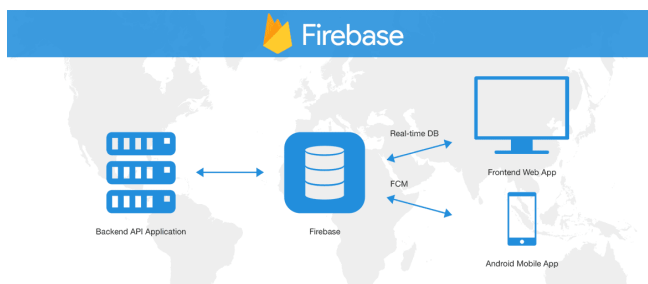 Firebase
Real-time DB
Frontend Web App
FCM
Backend API Application
Firebase
Android Mobile App